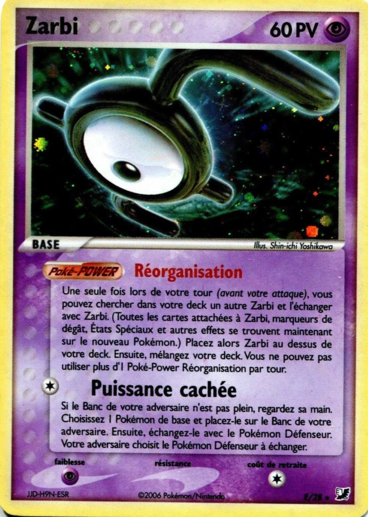 Zarbi 60 PV
BASE
Illus. Shin-ichi Yoshikawa
Poké-POWER Réorganisation
Une seule fois lors de votre tour (avant votre attaque), vous
pouvez chercher dans votre deck un autre Zarbi et l'échanger
avec Zarbi. (Toutes les cartes attachées à Zarbi, marqueurs de
dégât, États Spéciaux et autres effets se trouvent maintenant
sur le nouveau Pokémon.) Placez alors Zarbi au dessus de
votre deck. Ensuite, mélangez votre deck. Vous ne pouvez pas
utiliser plus d'1 Poké-Power Réorganisation par tour.
Puissance cachée
Si le Banc de votre adversaire n'est pas plein, regardez sa main.
Choisissez 1 Pokémon de base et placez-le sur le Banc de votre
adversaire. Ensuite, échangez-le avec le Pokémon Défenseur.
Votre adversaire choisit le Pokémon Défenseur à échanger.
faiblesse résistance coût de retraite
JJD-H9N-ESR ©2006 Pokémon/Nintendo E/28